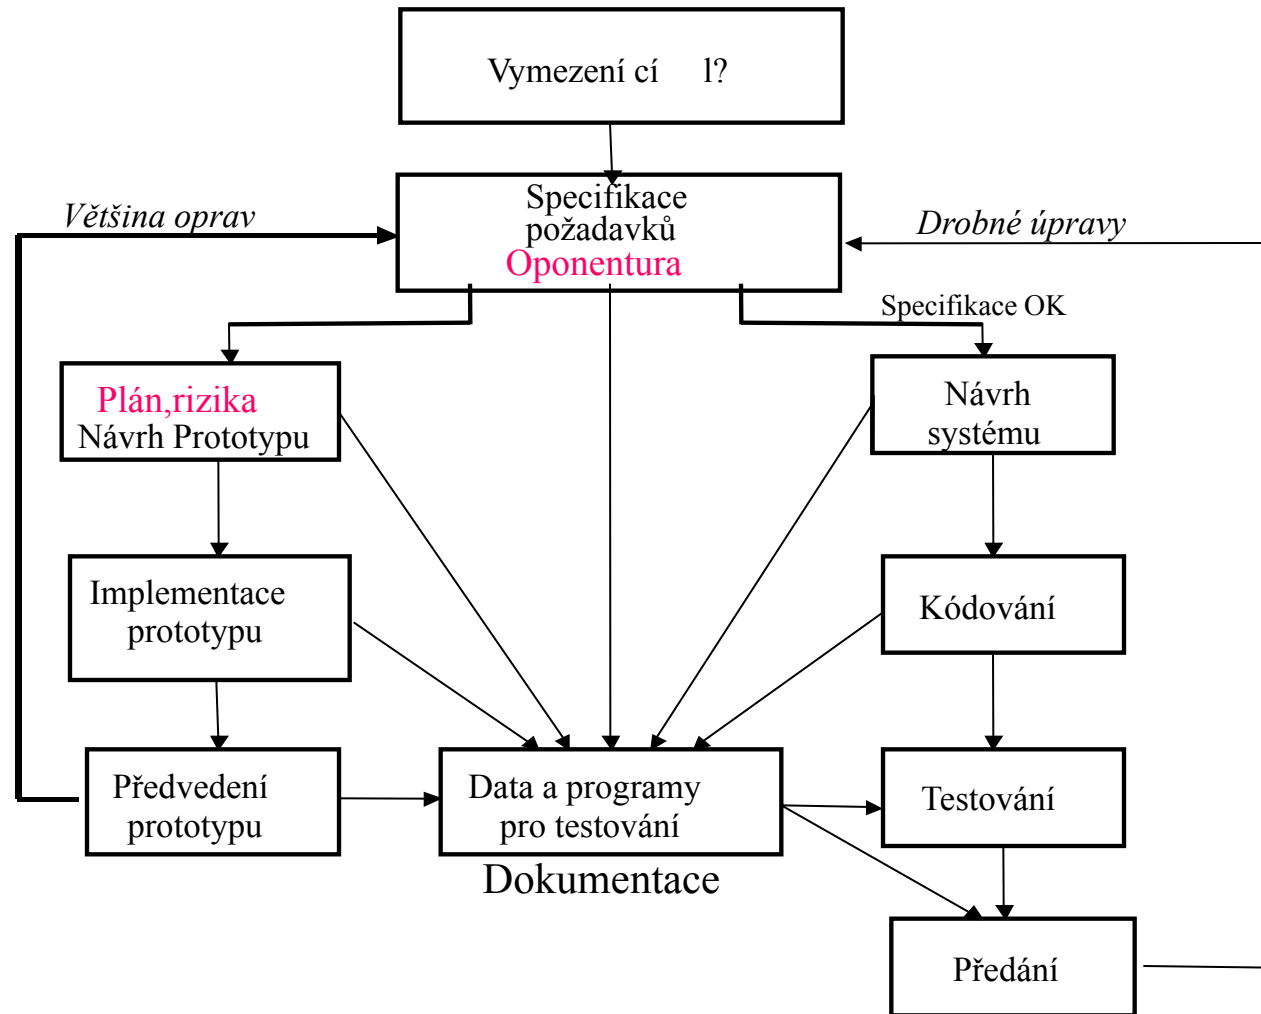 Vymezení cí l?
Specifikace
požadavků
Oponentura
Většina oprav
Drobné úpravy
Specifikace OK
Plán,rizika
Návrh Prototypu
Návrh
systému
Implementace
prototypu
Kódování
Předvedení
prototypu
Data a programy
pro testování
Testování
Dokumentace
Předání